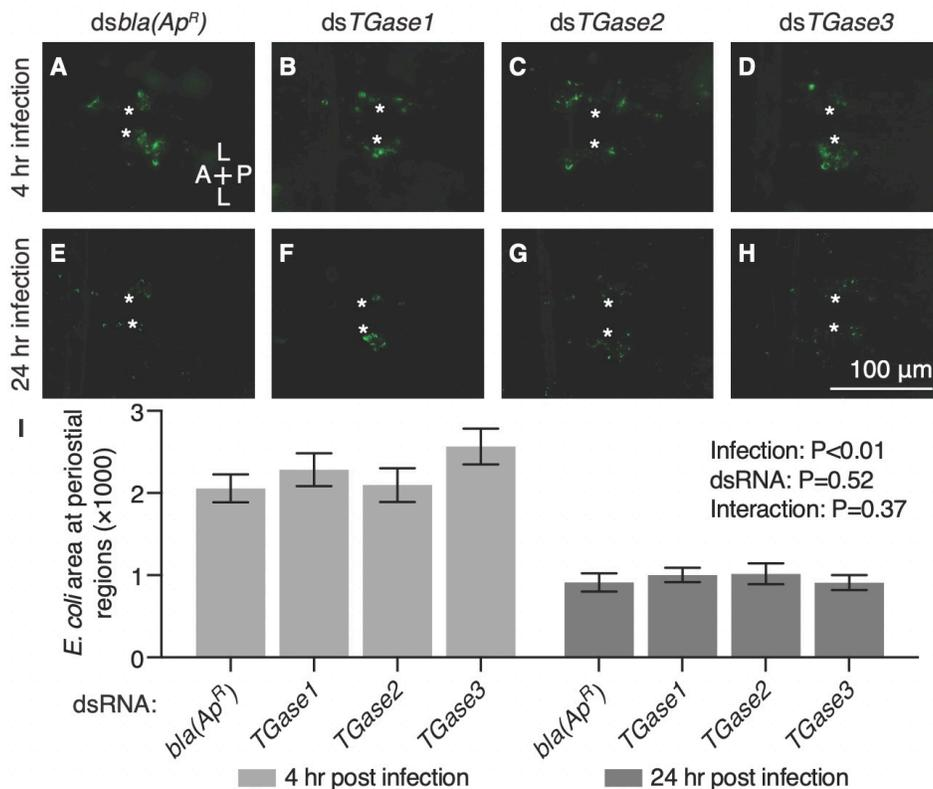 dsbla(Ap^R) dsTGase1 dsTGase2 dsTGase3
4 hr infection
A B C D
*
*
L
A+P
L
*
*
*
*
*
*
24 hr infection
E F G H
*
*
*
*
*
*
*
*
100 µm
I
E. coli area at periostial
regions (×1000)
3
2
1
0
Infection: P<0.01
dsRNA: P=0.52
Interaction: P=0.37
dsRNA:
bla(Ap^R) TGase1 TGase2 TGase3 bla(Ap^R) TGase1 TGase2 TGase3
4 hr post infection 24 hr post infection